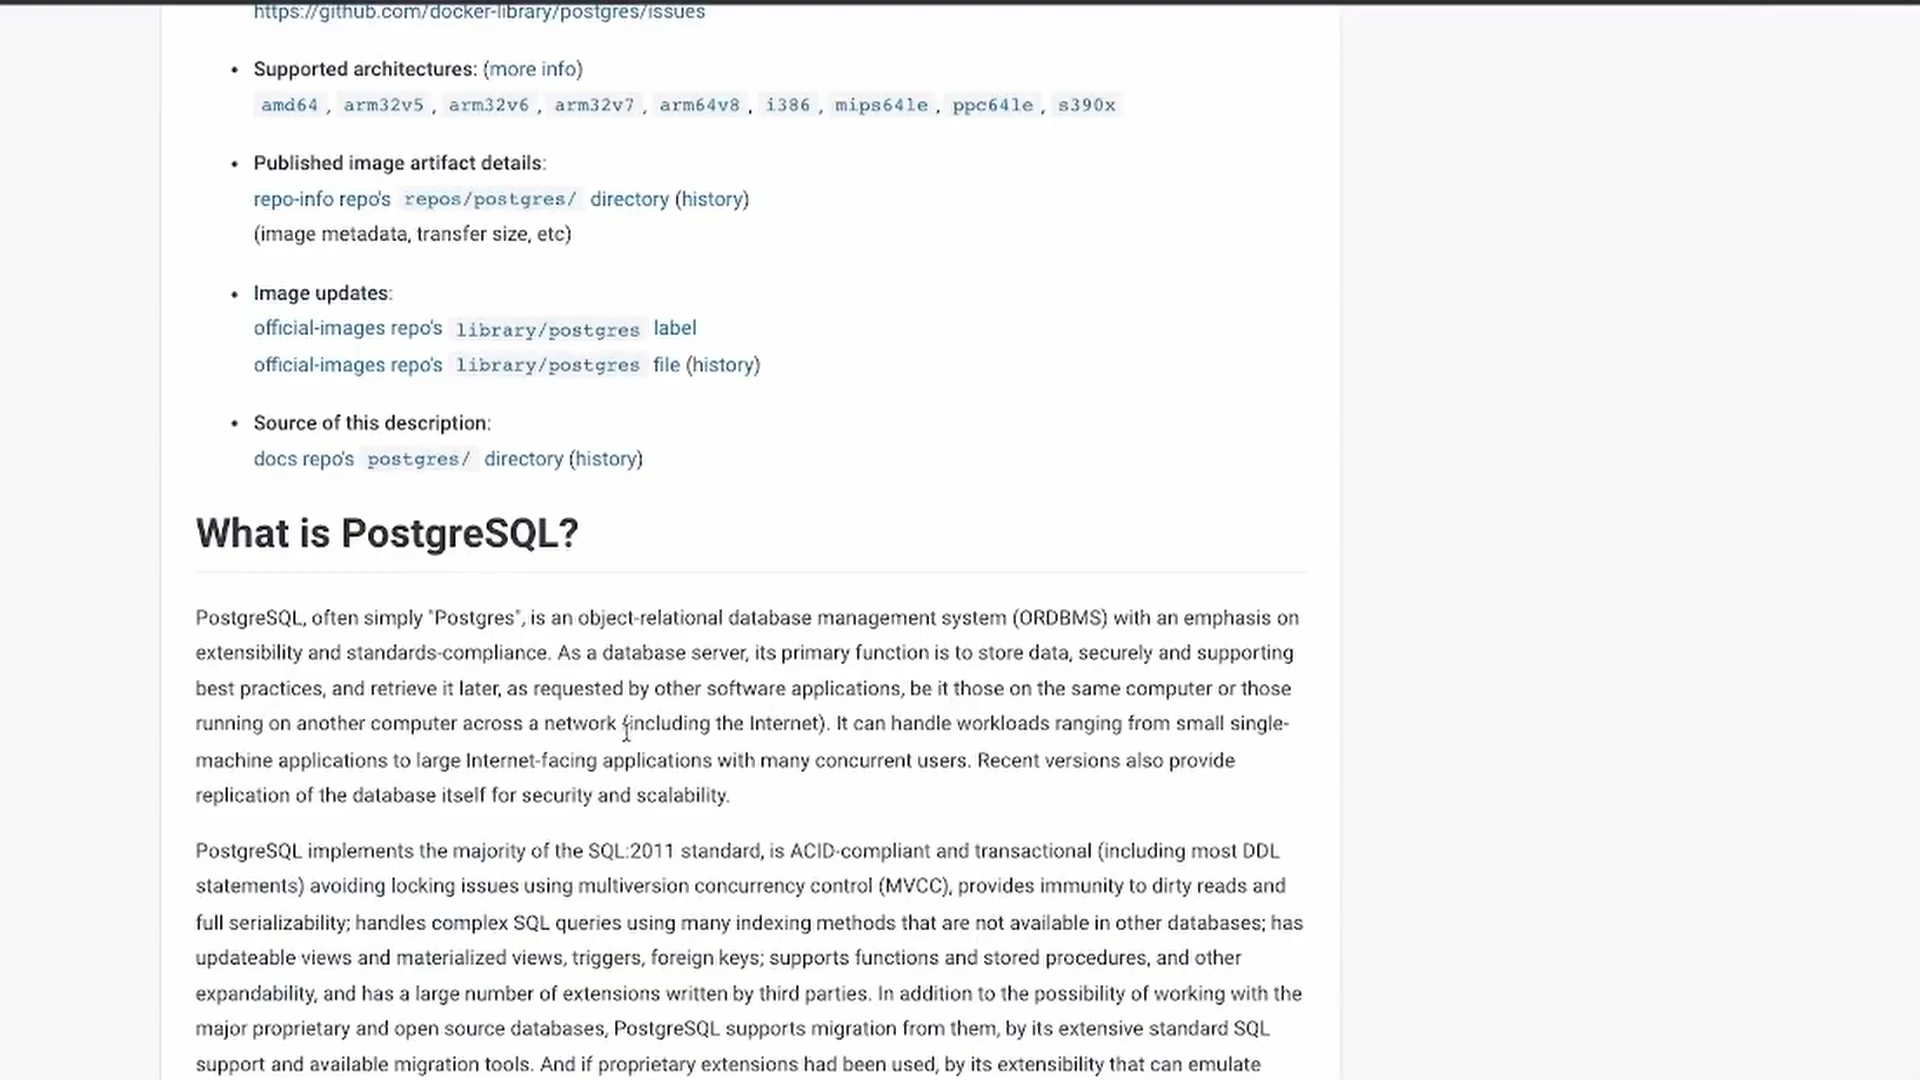 https://github.com/docker-library/postgres/issues
• Supported architectures: (more info)
amd64 , arm32v5 , arm32v6 , arm32v7 , arm64v8 , i386 , mips64le , ppc64le , s390x
• Published image artifact details:
repo-info repo's repos/postgres/ directory (history)
(image metadata, transfer size, etc)
• Image updates:
official-images repo's library/postgres label
official-images repo's library/postgres file (history)
• Source of this description:
docs repo's postgres/ directory (history)
What is PostgreSQL?
PostgreSQL, often simply "Postgres", is an object-relational database management system (ORDBMS) with an emphasis on
extensibility and standards-compliance. As a database server, its primary function is to store data, securely and supporting
best practices, and retrieve it later, as requested by other software applications, be it those on the same computer or those
running on another computer across a network (including the Internet). It can handle workloads ranging from small single-
machine applications to large Internet-facing applications with many concurrent users. Recent versions also provide
replication of the database itself for security and scalability.
PostgreSQL implements the majority of the SQL:2011 standard, is ACID-compliant and transactional (including most DDL
statements) avoiding locking issues using multiversion concurrency control (MVCC), provides immunity to dirty reads and
full serializability; handles complex SQL queries using many indexing methods that are not available in other databases; has
updateable views and materialized views, triggers, foreign keys; supports functions and stored procedures, and other
expandability, and has a large number of extensions written by third parties. In addition to the possibility of working with the
major proprietary and open source databases, PostgreSQL supports migration from them, by its extensive standard SQL
support and available migration tools. And if proprietary extensions had been used, by its extensibility that can emulate